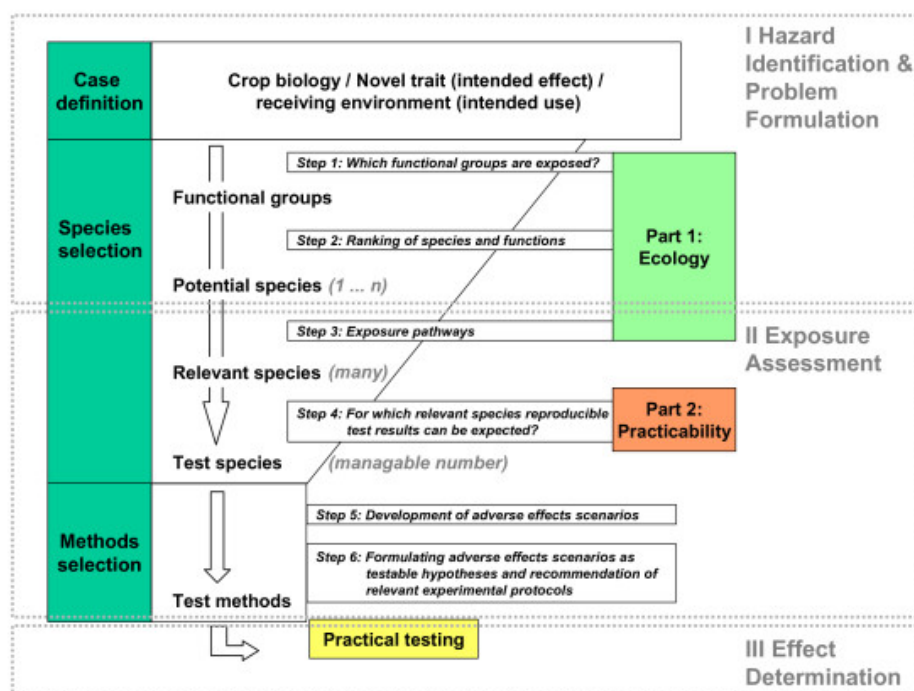 I Hazard
Identification &
Problem
Formulation
Case
definition
Crop biology / Novel trait (intended effect) /
receiving environment (intended use)
Species
selection
Step 1: Which functional groups are exposed?
Functional groups
Step 2: Ranking of species and functions
Potential species (1 ... n)
Part 1:
Ecology
II Exposure
Assessment
Step 3: Exposure pathways
Relevant species (many)
Step 4: For which relevant species reproducible
test results can be expected?
Part 2:
Practicability
Test species (managable number)
Methods
selection
Step 5: Development of adverse effects scenarios
Step 6: Formulating adverse effects scenarios as
testable hypotheses and recommendation of
relevant experimental protocols
Test methods
Practical testing
III Effect
Determination